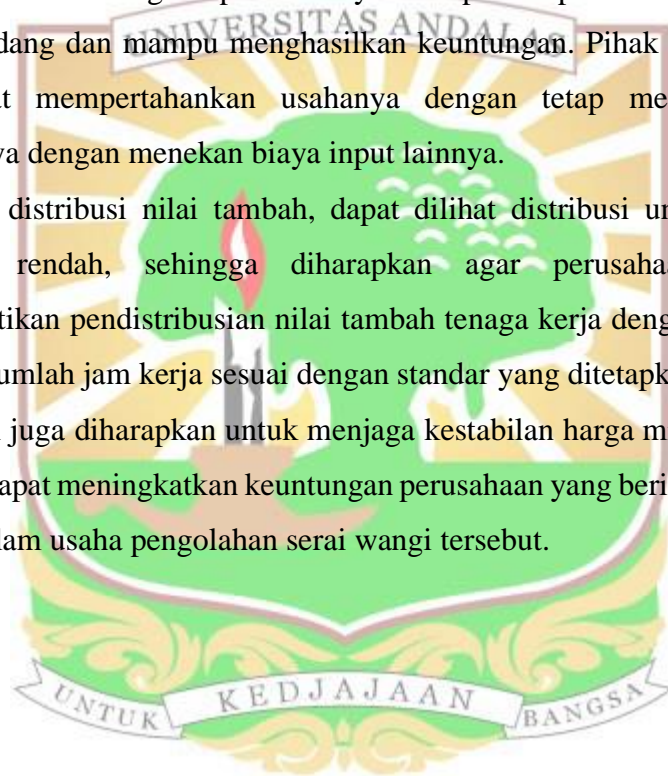 UNIVERSITAS ANDALAS
dang dan mampu menghasilkan keuntungan. Pihak
at mempertahankan usahanya dengan tetap me
ya dengan menekan biaya input lainnya.
distribusi nilai tambah, dapat dilihat distribusi un
rendah, sehingga diharapkan agar perusaha
tikan pendistribusian nilai tambah tenaga kerja deng
umlah jam kerja sesuai dengan standar yang ditetapk
juga diharapkan untuk menjaga kestabilan harga m
apat meningkatkan keuntungan perusahaan yang beri
lam usaha pengolahan serai wangi tersebut.
UNTUK KEDJAJAAN BANGSA